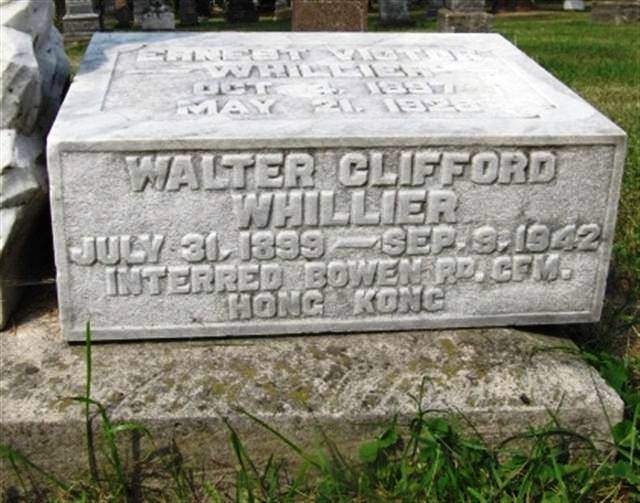 ERNEST VICTOR
WHILLIER
OCT 1897
MAY 21, 1928
WALTER CLIFFORD
WHILLIER
JULY 31, 1899 — SEP. 9, 1942
INTERRED BOWEN RD. CEM.
HONG KONG